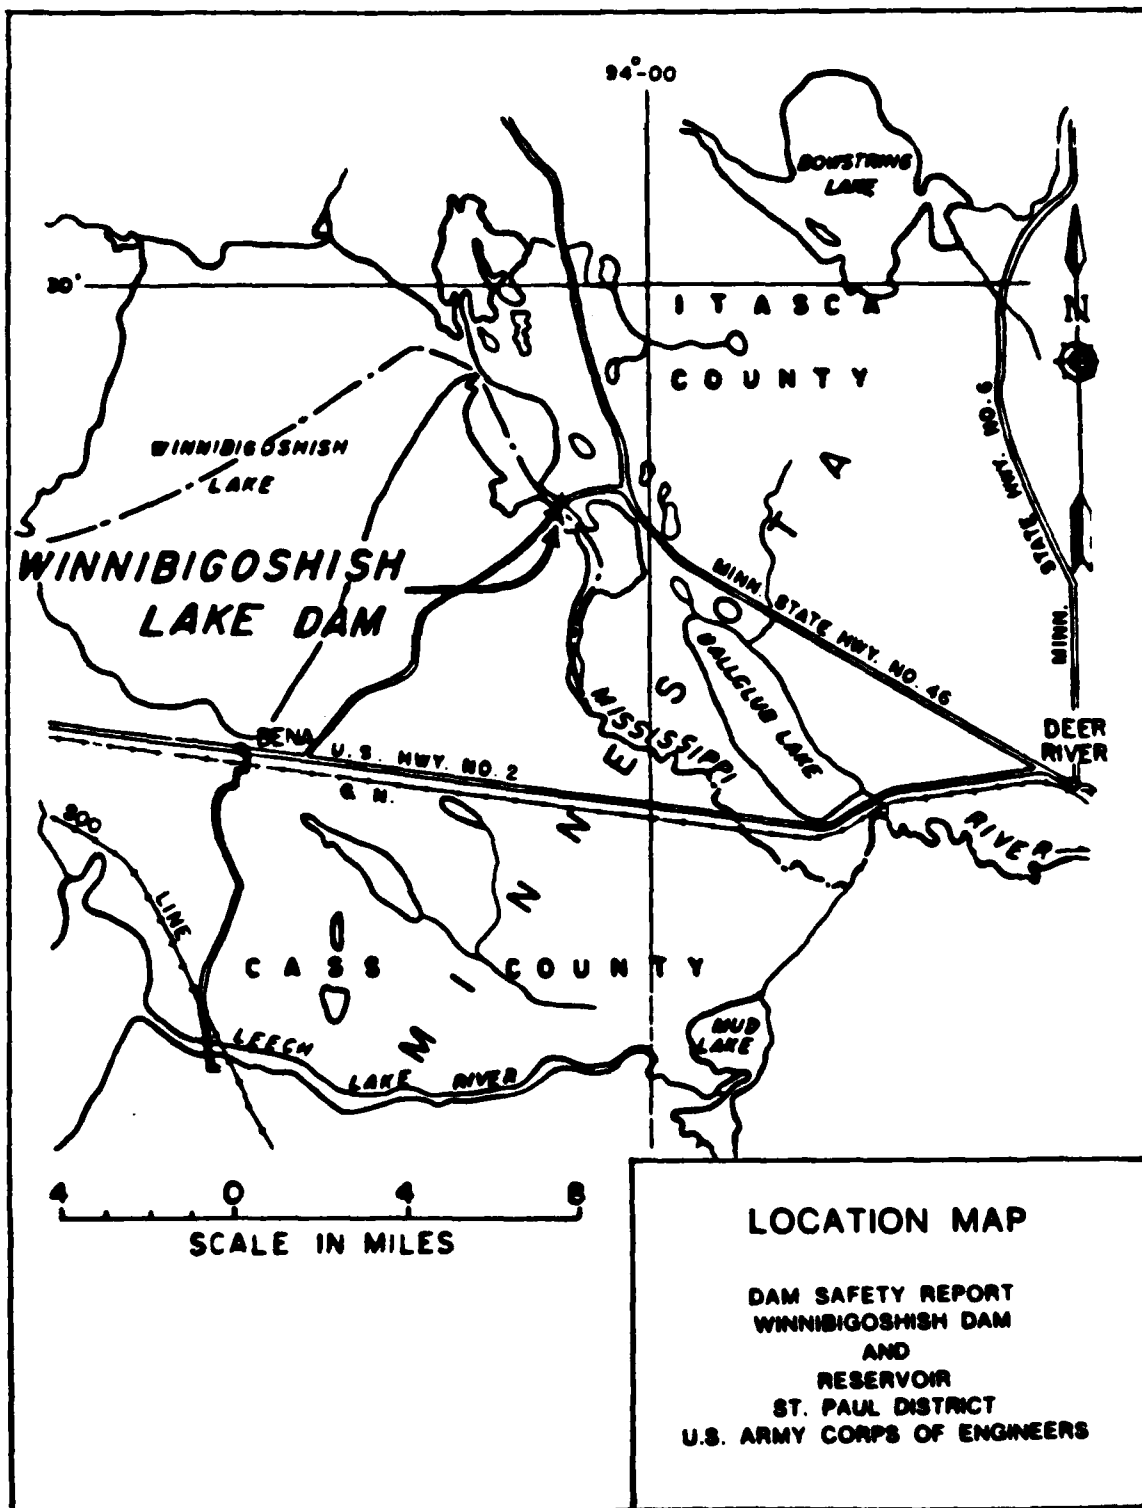 94°-00
BOWSTRING
LAKE
30'
ITASCA
COUNTY
N
WINNIBIGOSHISH
LAKE
WINNIBIGOSHISH
LAKE DAM
MINN. STATE HWY. NO. 46
MINN. STATE HWY. NO. 6
BALLCLUB LAKE
MISSISSIPPI
RIVER
DEER
RIVER
BENA
U.S. HWY. NO. 2
G. N.
SOO
LINE
CASS COUNTY
MINNESOTA
LEECH
LAKE RIVER
MUD
LAKE
4 0 4 8
SCALE IN MILES
LOCATION MAP
DAM SAFETY REPORT
WINNIBIGOSHISH DAM
AND
RESERVOIR
ST. PAUL DISTRICT
U.S. ARMY CORPS OF ENGINEERS